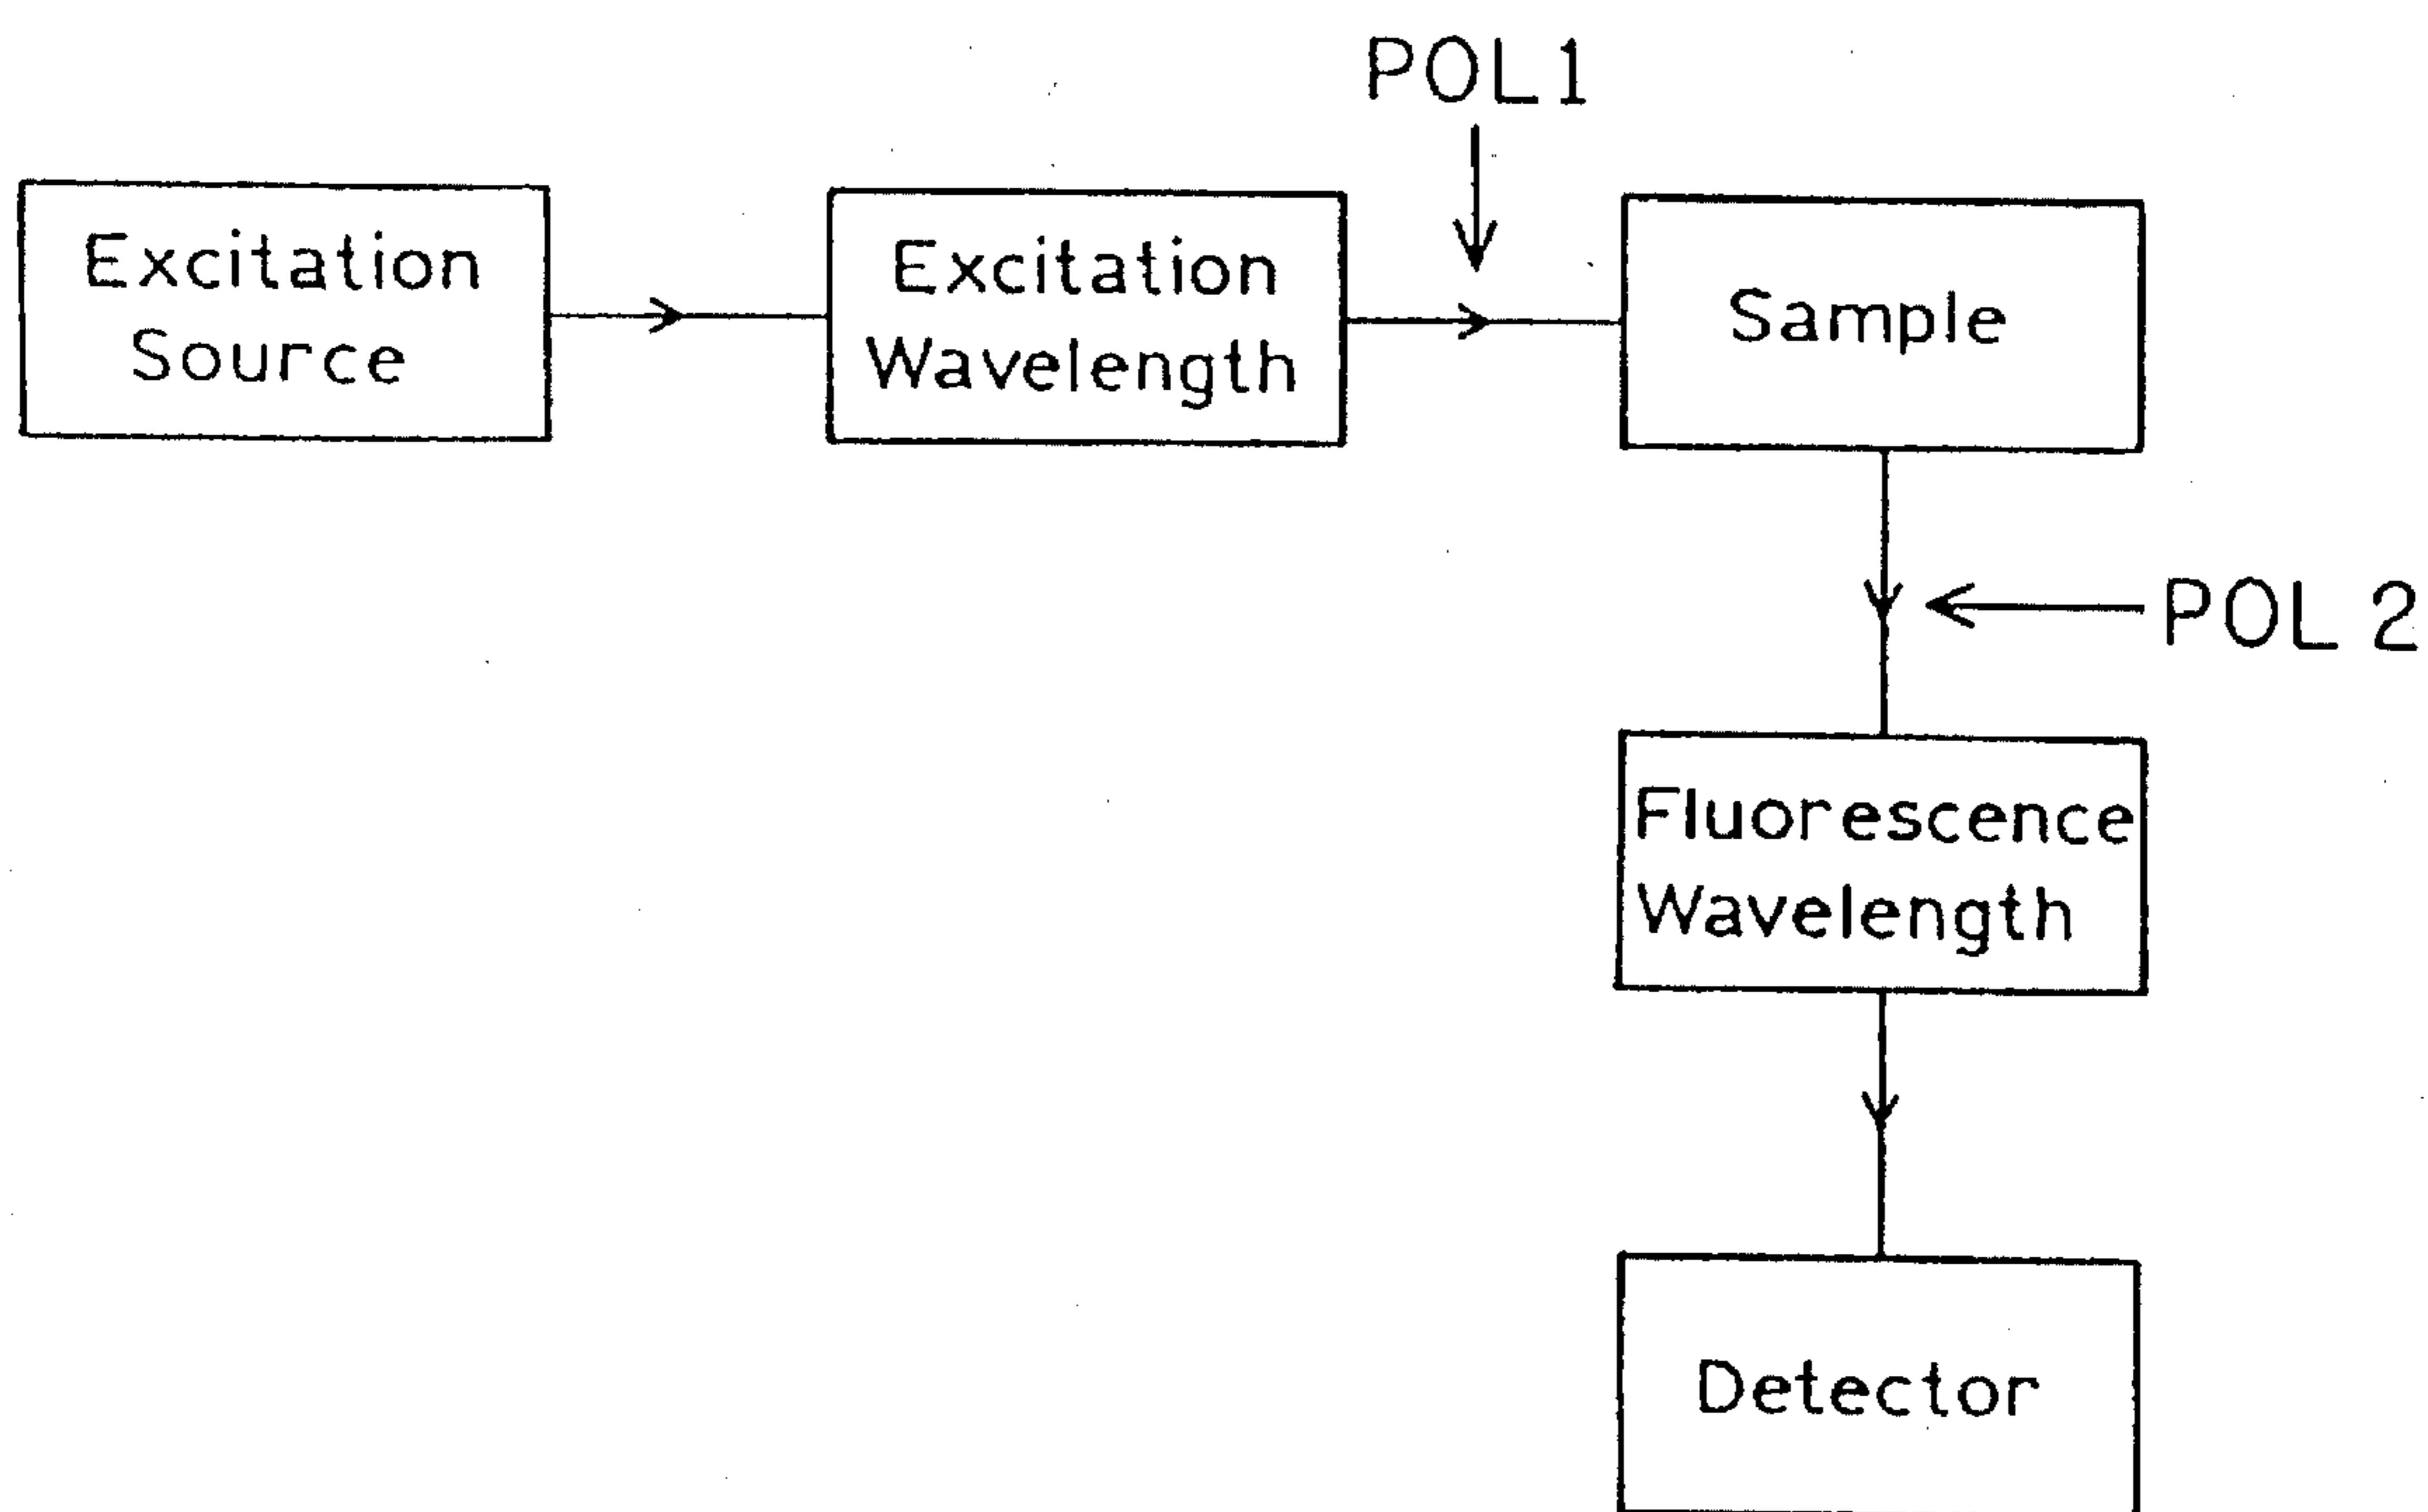 POL1
Excitation
Source
Excitation
Wavelength
Sample
POL 2
Fluorescence
Wavelength
Detector